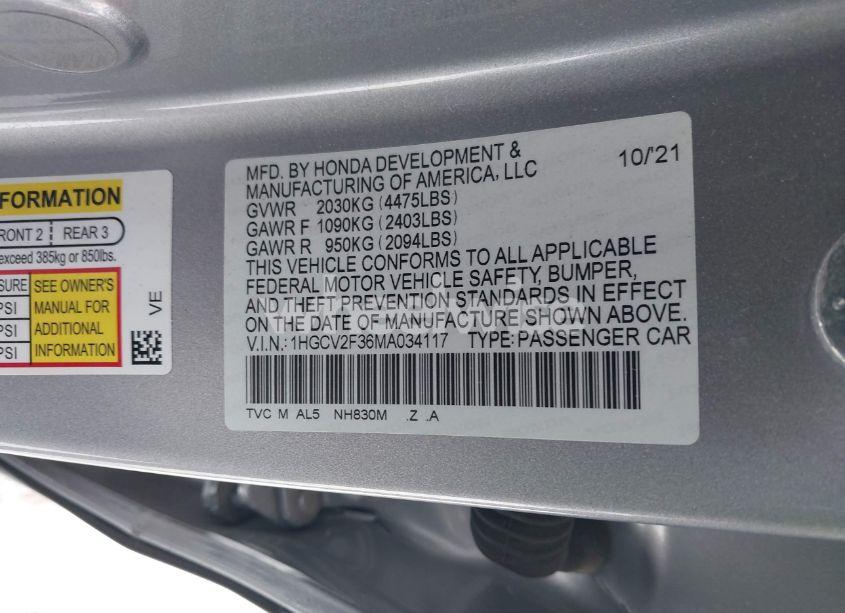 MFD. BY HONDA DEVELOPMENT & 10/'21
MANUFACTURING OF AMERICA, LLC
GVWR 2030KG (4475LBS)
GAWR F 1090KG (2403LBS)
GAWR R 950KG (2094LBS)
THIS VEHICLE CONFORMS TO ALL APPLICABLE
FEDERAL MOTOR VEHICLE SAFETY, BUMPER,
AND THEFT PREVENTION STANDARDS IN EFFECT
ON THE DATE OF MANUFACTURE SHOWN ABOVE.
V.I.N.: 1HGCV2F36MA034117 TYPE: PASSENGER CAR
TVC M AL5 NH830M .Z .A
FORMATION
FRONT 2 REAR 3
exceed 385kg or 850lbs.
SURE SEE OWNER'S
PSI MANUAL FOR
PSI ADDITIONAL
PSI INFORMATION
VE